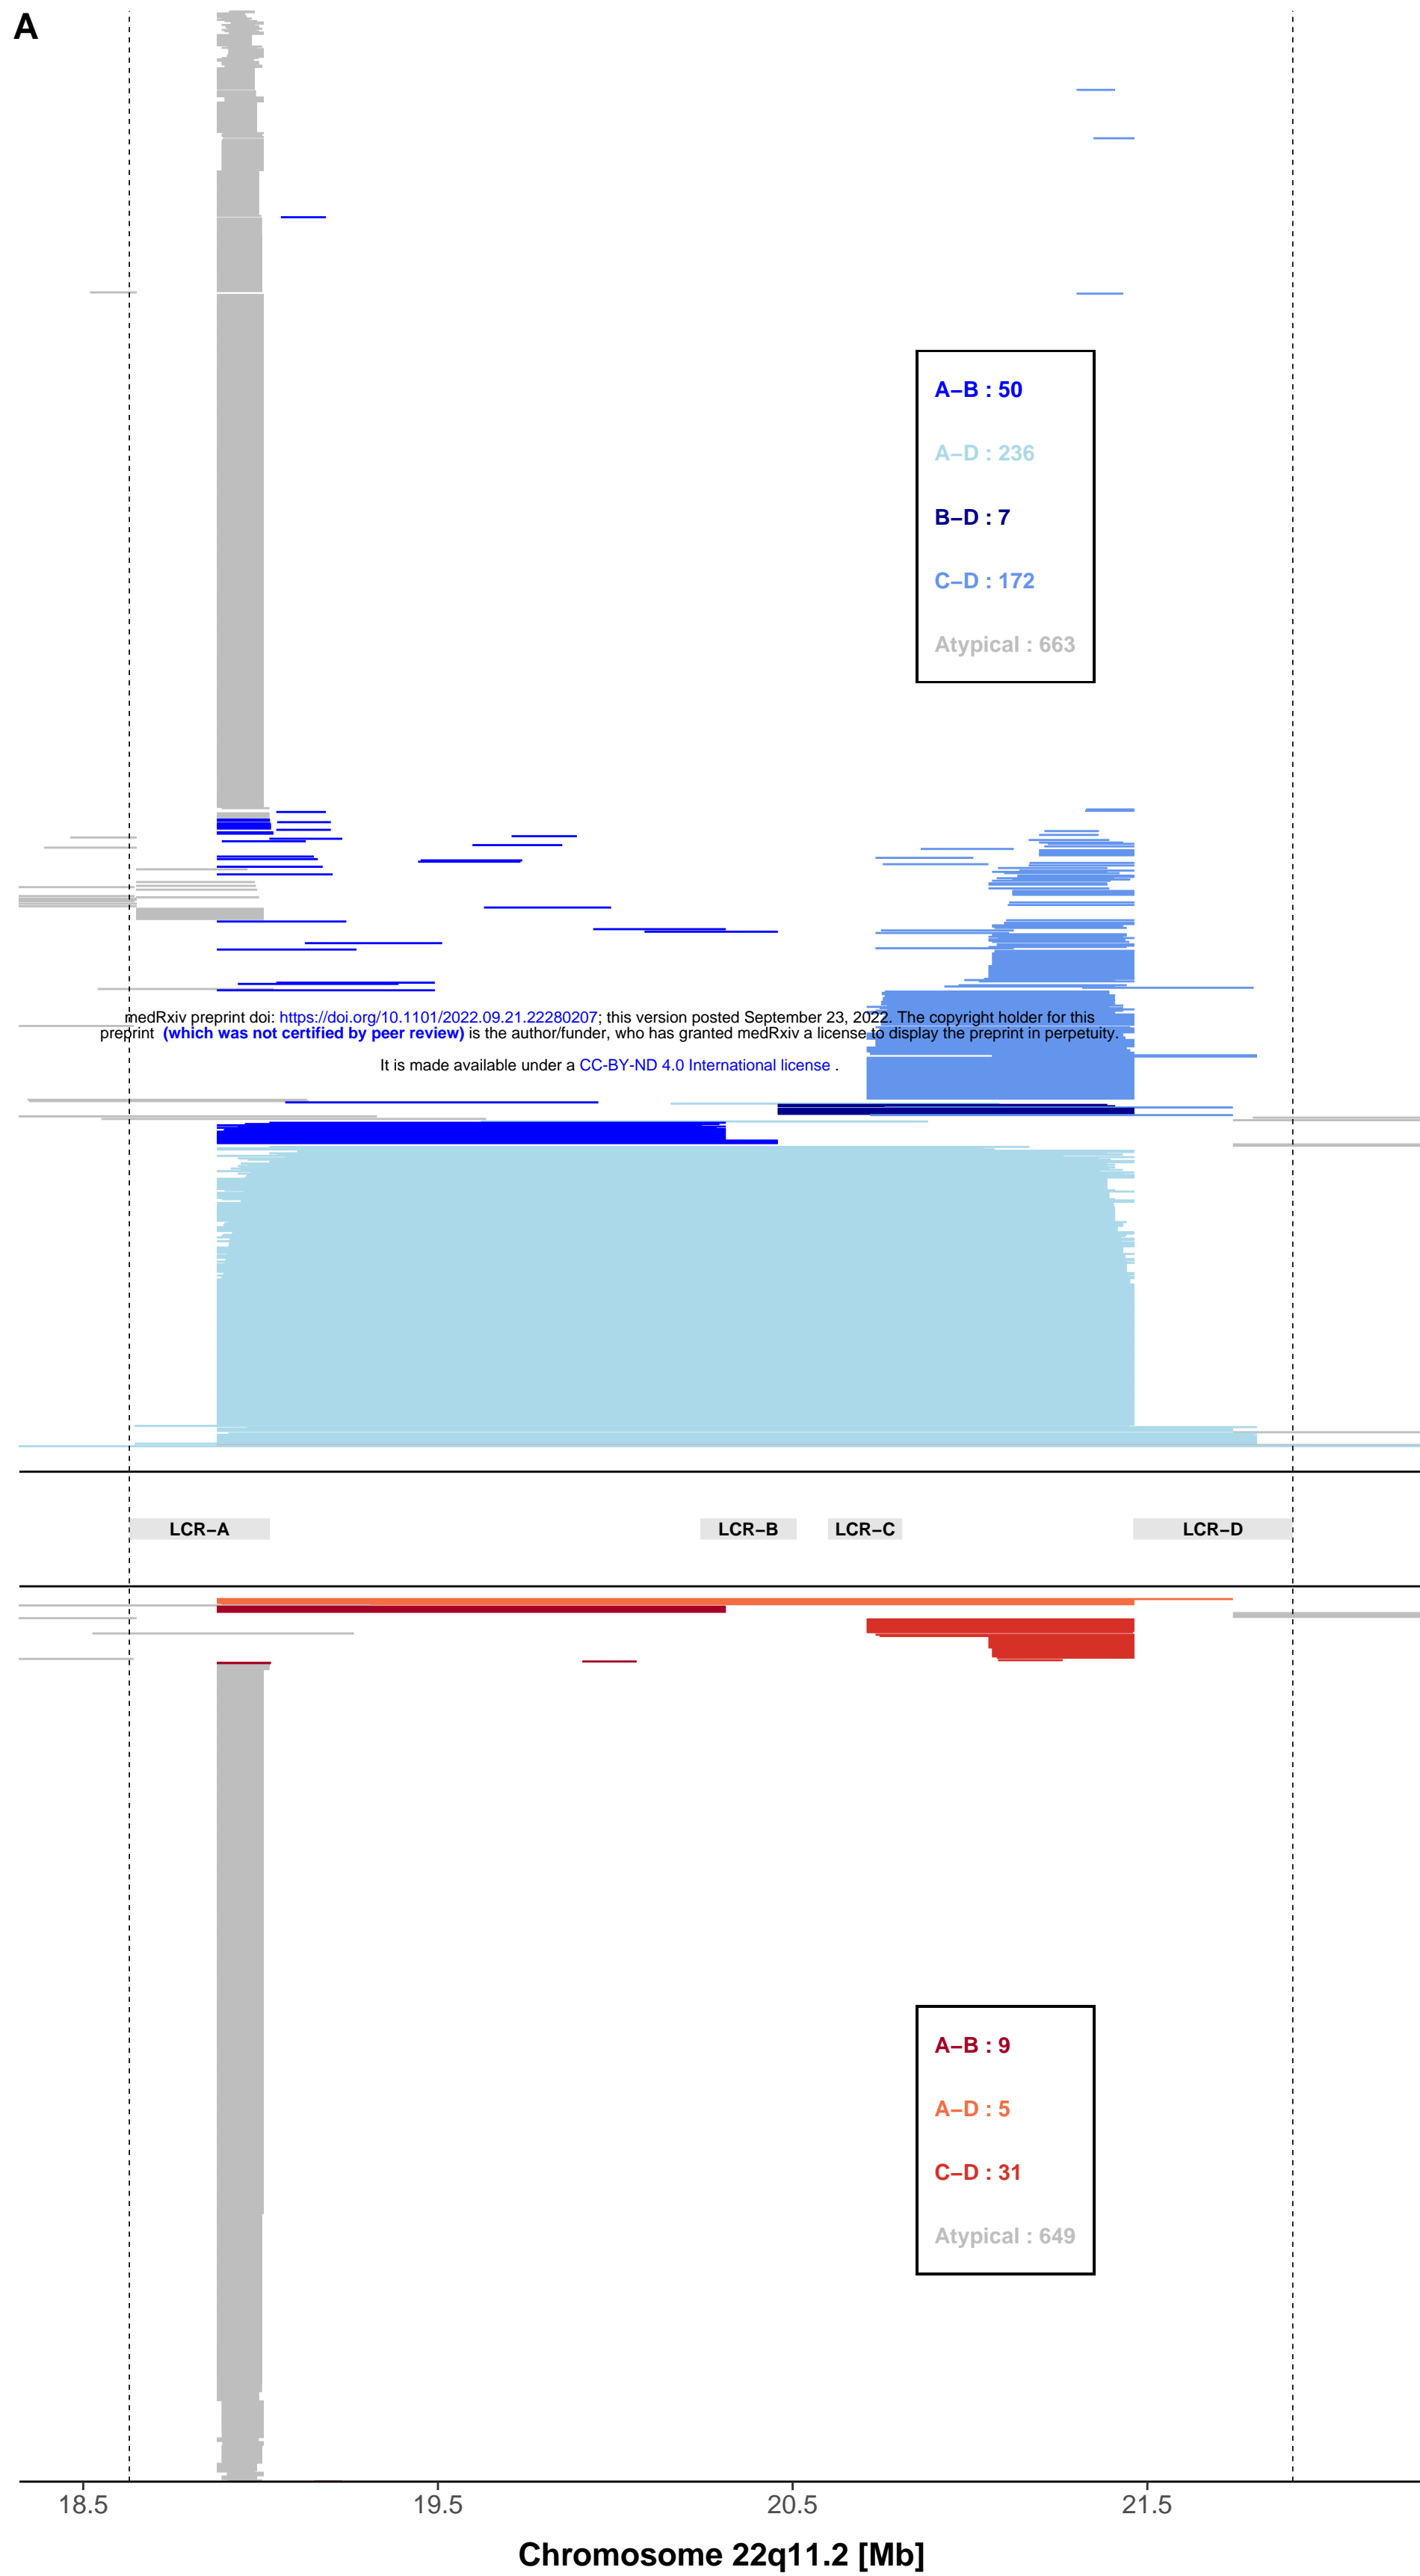 A
A–B : 50
A–D : 236
B–D : 7
C–D : 172
Atypical : 663
medRxiv preprint doi: https://doi.org/10.1101/2022.09.21.22280207; this version posted September 23, 2022. The copyright holder for this
preprint (which was not certified by peer review) is the author/funder, who has granted medRxiv a license to display the preprint in perpetuity.
It is made available under a CC-BY-ND 4.0 International license .
LCR–A LCR–B LCR–C LCR–D
A–B : 9
A–D : 5
C–D : 31
Atypical : 649
18.5 19.5 20.5 21.5
Chromosome 22q11.2 [Mb]